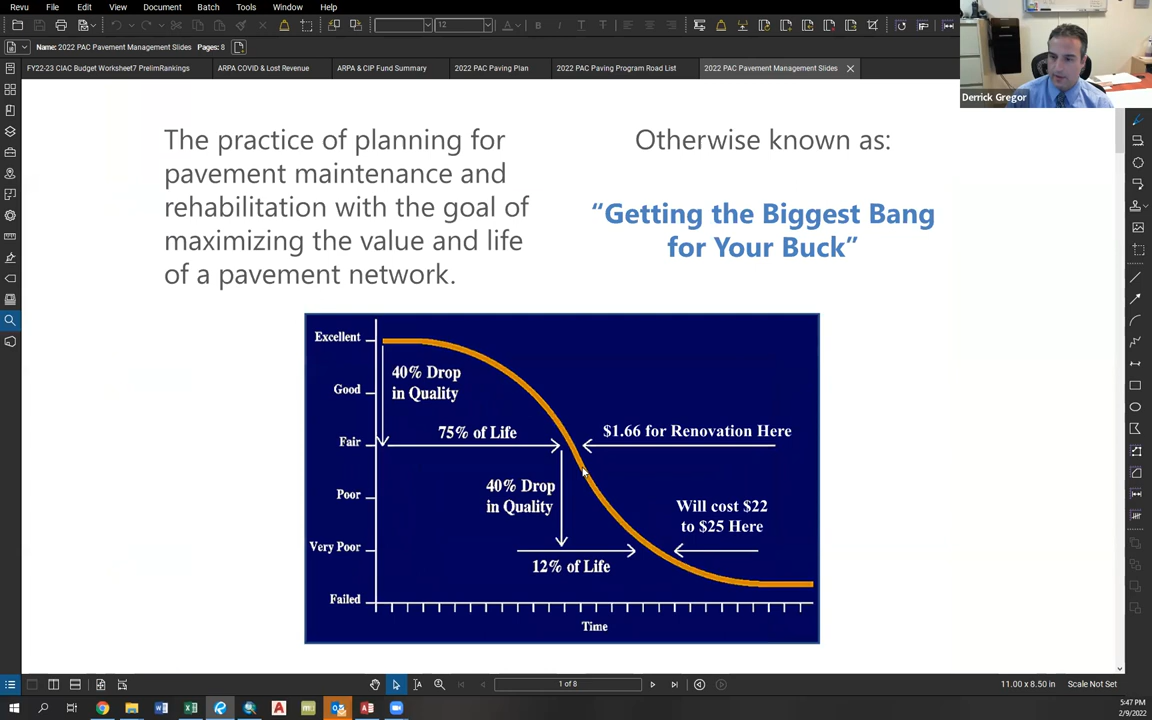 Revu File Edit View Document Batch Tools Window Help
12
Name: 2022 PAC Pavement Management Slides Pages: 8
FY22-23 CIAC Budget Worksheet7 PrelimRankings ARPA COVID & Lost Revenue ARPA & CIP Fund Summary 2022 PAC Paving Plan 2022 PAC Paving Program Road List 2022 PAC Pavement Management Slides
Derrick Gregor
The practice of planning for
pavement maintenance and
rehabilitation with the goal of
maximizing the value and life
of a pavement network.
Otherwise known as:
“Getting the Biggest Bang
for Your Buck”
Excellent
Good
Fair
Poor
Very Poor
Failed
40% Drop
in Quality
75% of Life
$1.66 for Renovation Here
40% Drop
in Quality
Will cost $22
to $25 Here
12% of Life
Time
1 of 8
11.00 x 8.50 in Scale Not Set
5:47 PM
2/9/2022